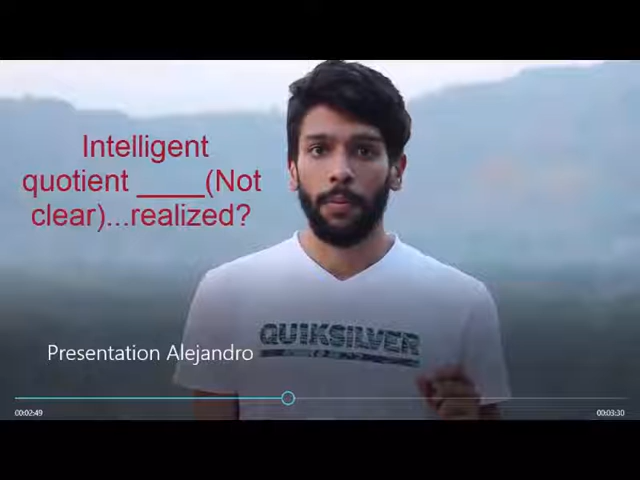 Intelligent
quotient ____(Not
clear)...realized?
QUIKSILVER
Presentation Alejandro
00:02:49
00:03:30